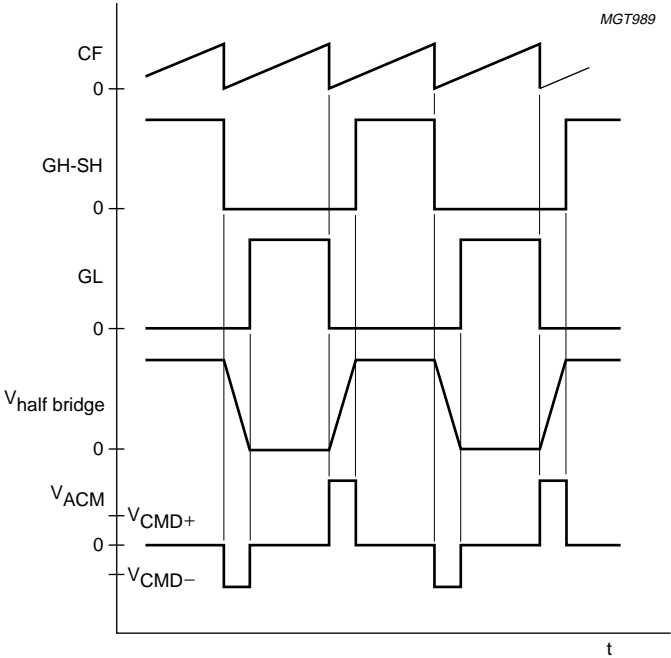 MGT989
CF
0
GH-SH
0
GL
0
Vhalf bridge
0
VACM
VCMD+
0
VCMD−
t